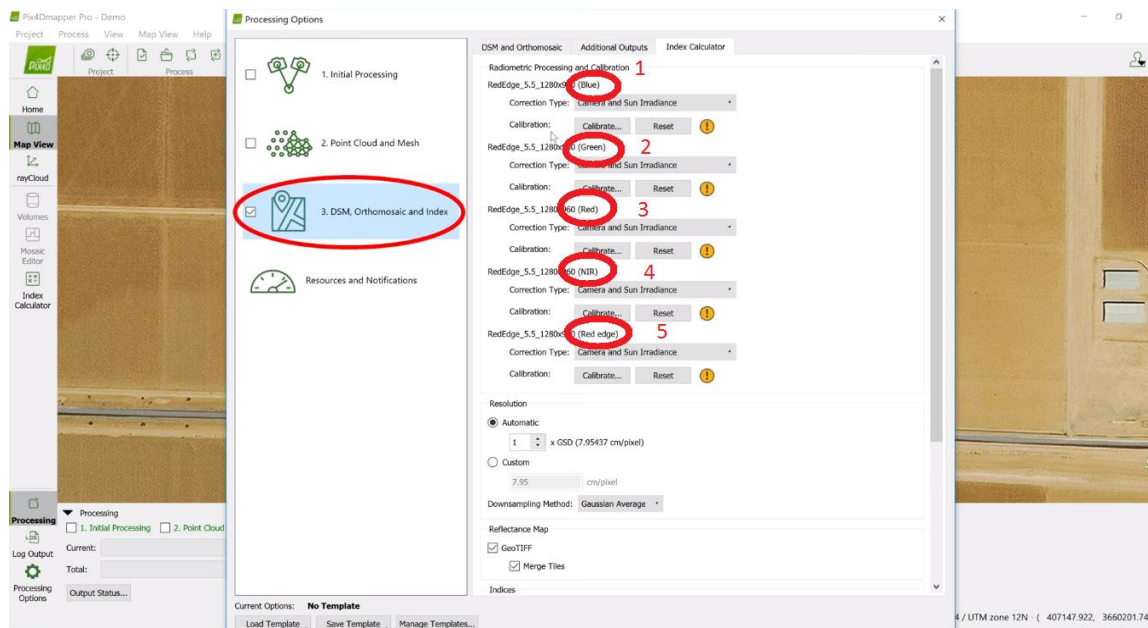 Pix4Dmapper Pro - Demo
Project Process View Map View Help
Project
Process
Home
Map View
rayCloud
Volumes
Mosaic
Editor
Index
Calculator
Processing
Log Output
Processing
Options
Processing
1. Initial Processing 2. Point Cloud
Current:
Total:
Output Status...
Processing Options
1. Initial Processing
2. Point Cloud and Mesh
3. DSM, Orthomosaic and Index
Resources and Notifications
DSM and Orthomosaic Additional Outputs Index Calculator
Radiometric Processing and Calibration 1
(Blue)
Correction Type: Camera and Sun Irradiance
Calibration: Calibrate... Reset
(Green) 2
Correction Type: Camera and Sun Irradiance
Calibration: Calibrate... Reset
(Red) 3
Correction Type: Camera and Sun Irradiance
Calibration: Calibrate... Reset
(NIR) 4
Correction Type: Camera and Sun Irradiance
Calibration: Calibrate... Reset
(Red edge) 5
Correction Type: Camera and Sun Irradiance
Calibration: Calibrate... Reset
Resolution
Automatic
1 x GSD (7.95437 cm/pixel)
Custom
7.95 cm/pixel
Downsampling Method: Gaussian Average
Reflectance Map
GeoTIFF
Merge Tiles
Indices
Current Options: No Template
Load Template Save Template Manage Templates...
/ UTM zone 12N - ( 407147.922, 3660201.74